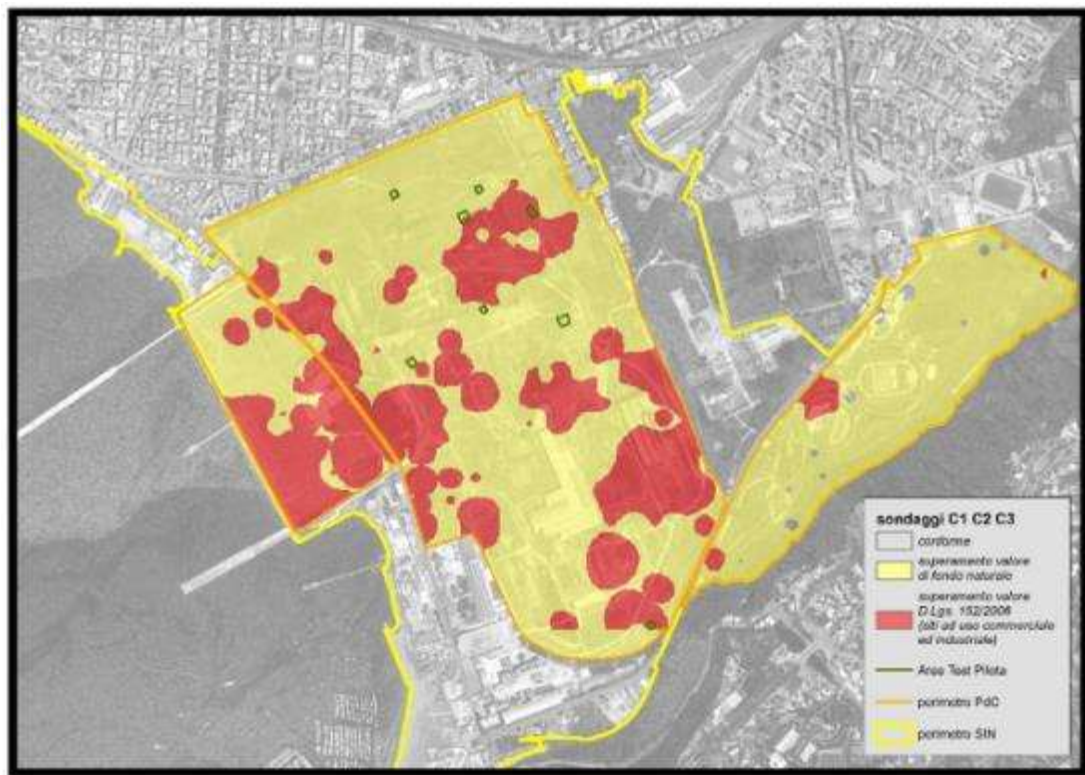 sondaggi C1 C2 C3
conforme
superamento valore
di fondo naturale
superamento valore
D.Lgs. 152/2006
(siti ad uso commerciale
ed industriale)
Aree Test Pilota
perimetro PdC
perimetro SIN